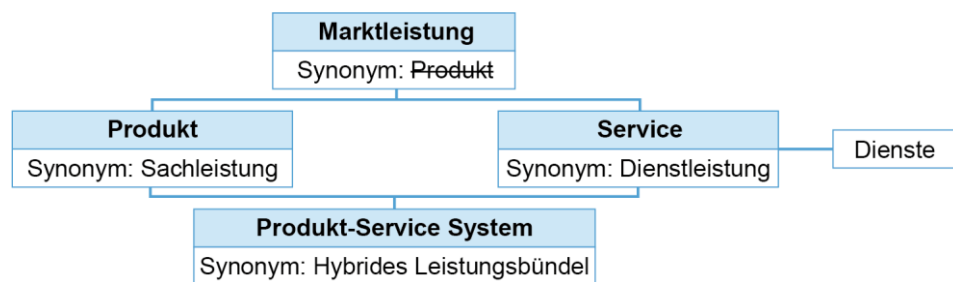 Marktleistung
Synonym: Produkt
Produkt
Synonym: Sachleistung
Service
Synonym: Dienstleistung
Dienste
Produkt-Service System
Synonym: Hybrides Leistungsbündel